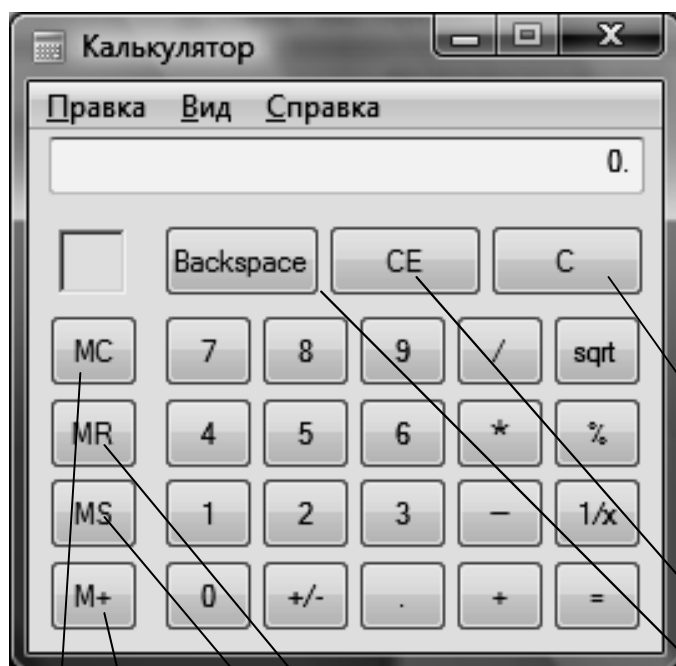 Калькулятор
Правка Вид Справка
0.
Backspace CE C
MC 7 8 9 / sqrt
MR 4 5 6 * %
MS 1 2 3 − 1/x
M+ 0 +/- . + =